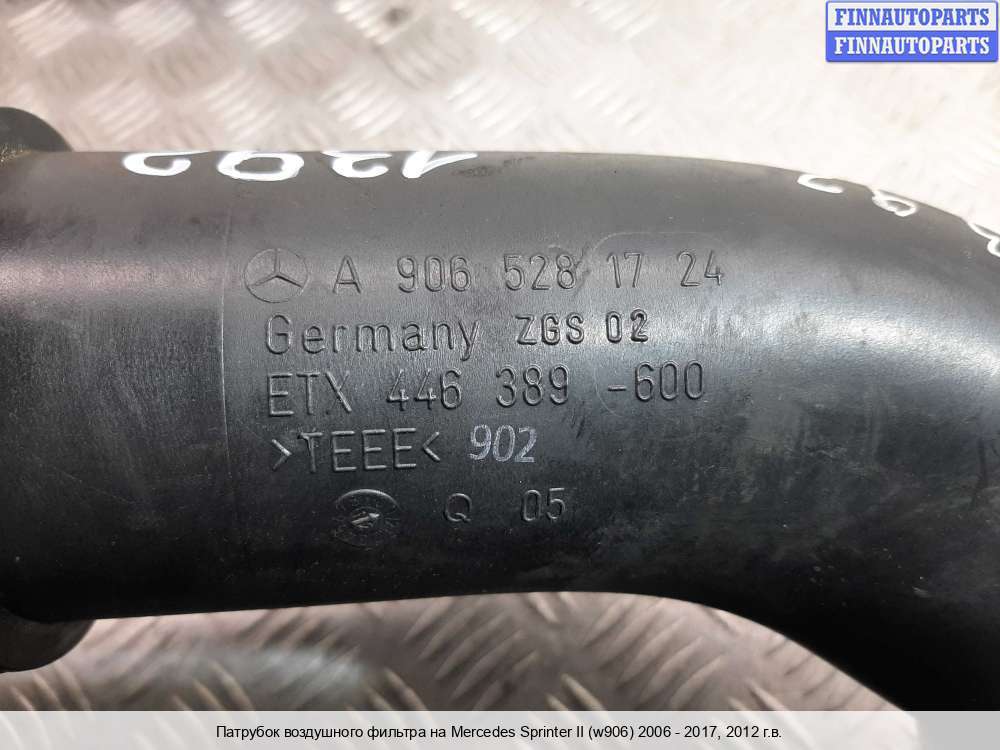 FINNAUTOPARTS
FINNAUTOPARTS
1392
A 906 528 17 24
Germany ZGS 02
ETX 446 389 -600
>TEEE< 902
Q 05
Патрубок воздушного фильтра на Mercedes Sprinter II (w906) 2006 - 2017, 2012 г.в.